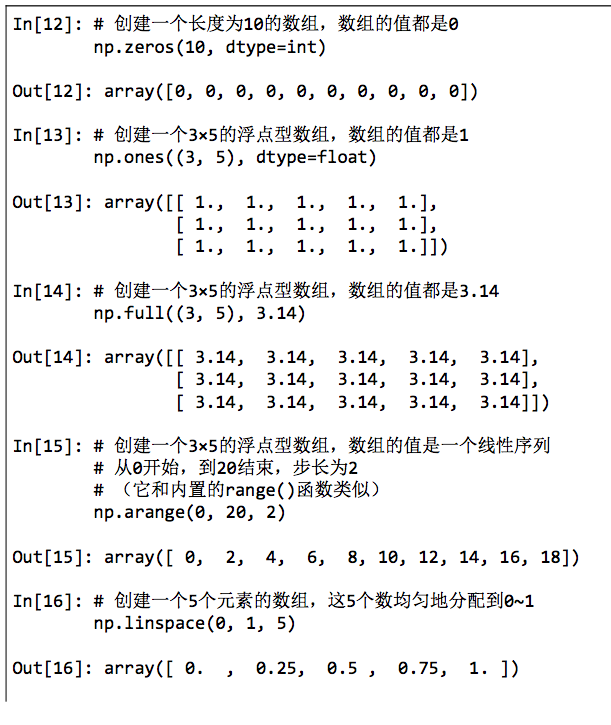 In[12]: # 创建一个长度为10的数组，数组的值都是0
        np.zeros(10, dtype=int)
Out[12]: array([0, 0, 0, 0, 0, 0, 0, 0, 0, 0])
In[13]: # 创建一个3×5的浮点型数组，数组的值都是1
        np.ones((3, 5), dtype=float)
Out[13]: array([[ 1.,  1.,  1.,  1.,  1.],
                [ 1.,  1.,  1.,  1.,  1.],
                [ 1.,  1.,  1.,  1.,  1.]])
In[14]: # 创建一个3×5的浮点型数组，数组的值都是3.14
        np.full((3, 5), 3.14)
Out[14]: array([[ 3.14,  3.14,  3.14,  3.14,  3.14],
                [ 3.14,  3.14,  3.14,  3.14,  3.14],
                [ 3.14,  3.14,  3.14,  3.14,  3.14]])
In[15]: # 创建一个3×5的浮点型数组，数组的值是一个线性序列
        # 从0开始，到20结束，步长为2
        # （它和内置的range()函数类似）
        np.arange(0, 20, 2)
Out[15]: array([ 0,  2,  4,  6,  8, 10, 12, 14, 16, 18])
In[16]: # 创建一个5个元素的数组，这5个数均匀地分配到0~1
        np.linspace(0, 1, 5)
Out[16]: array([ 0.  ,  0.25,  0.5 ,  0.75,  1. ])